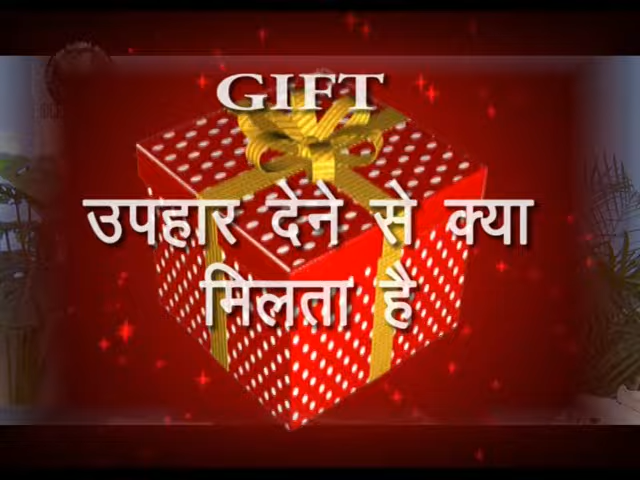 GIFT
उपहार देने से क्या
मिलता है